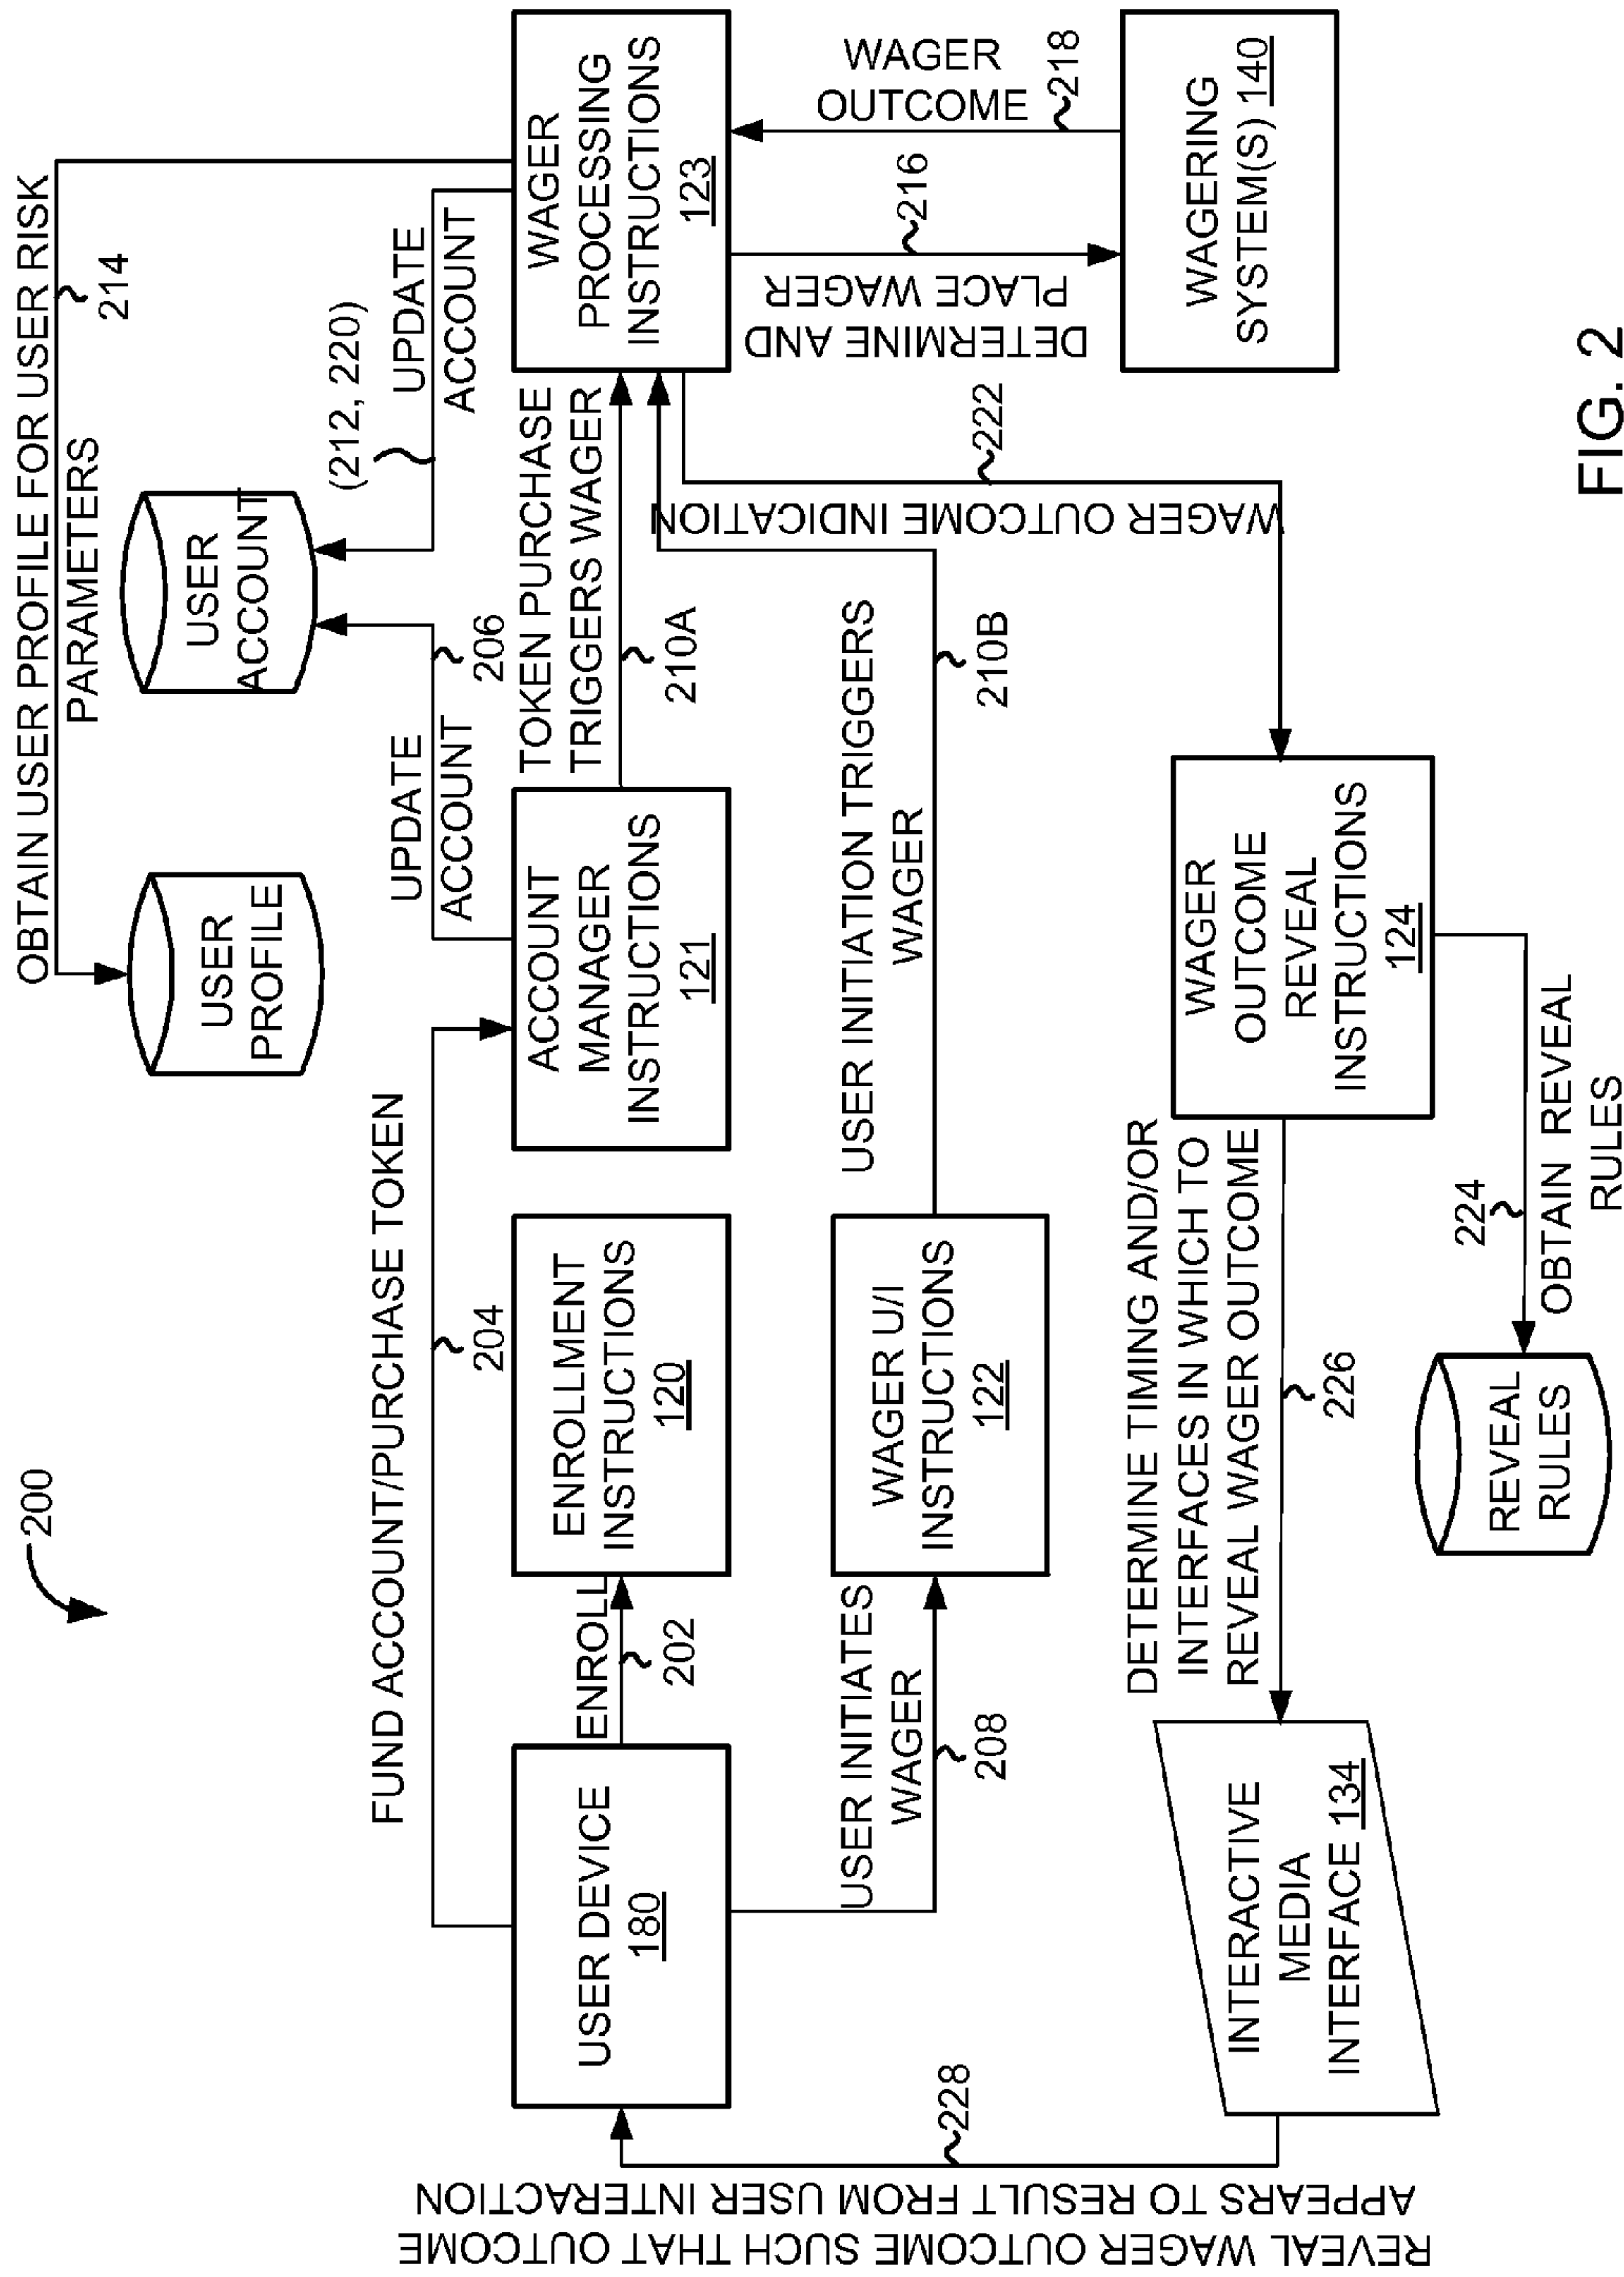 200
OBTAIN USER PROFILE FOR USER RISK
PARAMETERS
214
USER
PROFILE
USER
ACCOUNT
(212, 220)
UPDATE
ACCOUNT
UPDATE
ACCOUNT
206
FUND ACCOUNT/PURCHASE TOKEN
204
USER DEVICE
180
ENROLL
202
ENROLLMENT
INSTRUCTIONS
120
ACCOUNT
MANAGER
INSTRUCTIONS
121
TOKEN PURCHASE
TRIGGERS WAGER
210A
WAGER
PROCESSING
INSTRUCTIONS
123
USER INITIATES
WAGER
208
WAGER U/I
INSTRUCTIONS
122
USER INITIATION TRIGGERS
WAGER
210B
WAGER OUTCOME INDICATION
222
DETERMINE AND
PLACE WAGER
216
WAGER
OUTCOME
218
WAGERING
SYSTEM(S) 140
WAGER
OUTCOME
REVEAL
INSTRUCTIONS
124
DETERMINE TIMING AND/OR
INTERFACES IN WHICH TO
REVEAL WAGER OUTCOME
226
INTERACTIVE
MEDIA
INTERFACE 134
228
REVEAL WAGER OUTCOME SUCH THAT OUTCOME
APPEARS TO RESULT FROM USER INTERACTION
224
OBTAIN REVEAL
RULES
REVEAL
RULES
FIG. 2